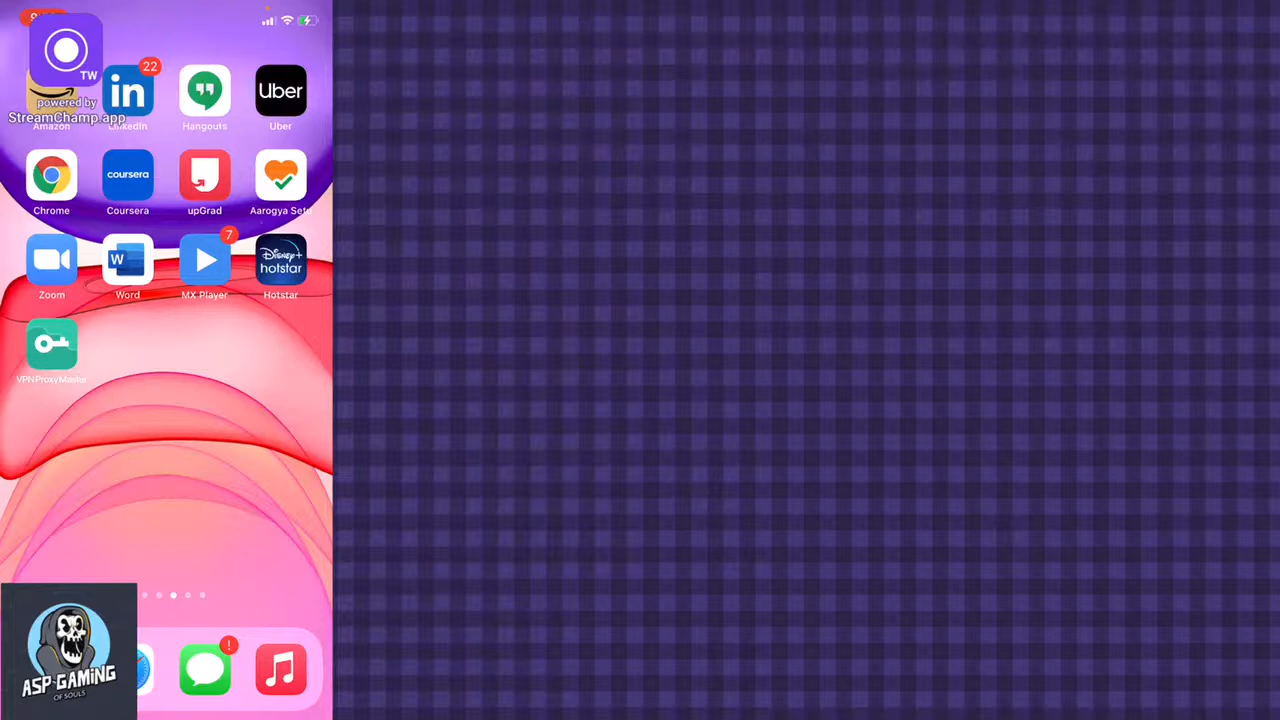 TW
powered by
StreamChamp.app
22
Uber
Amazon
LinkedIn
Hangouts
Uber
coursera
Chrome
Coursera
upGrad
Aarogya Setu
7
W
Disney+
hotstar
Zoom
Word
MX Player
Hotstar
VPNProxyMaster
!
ASP-GAMING
OF SOULS